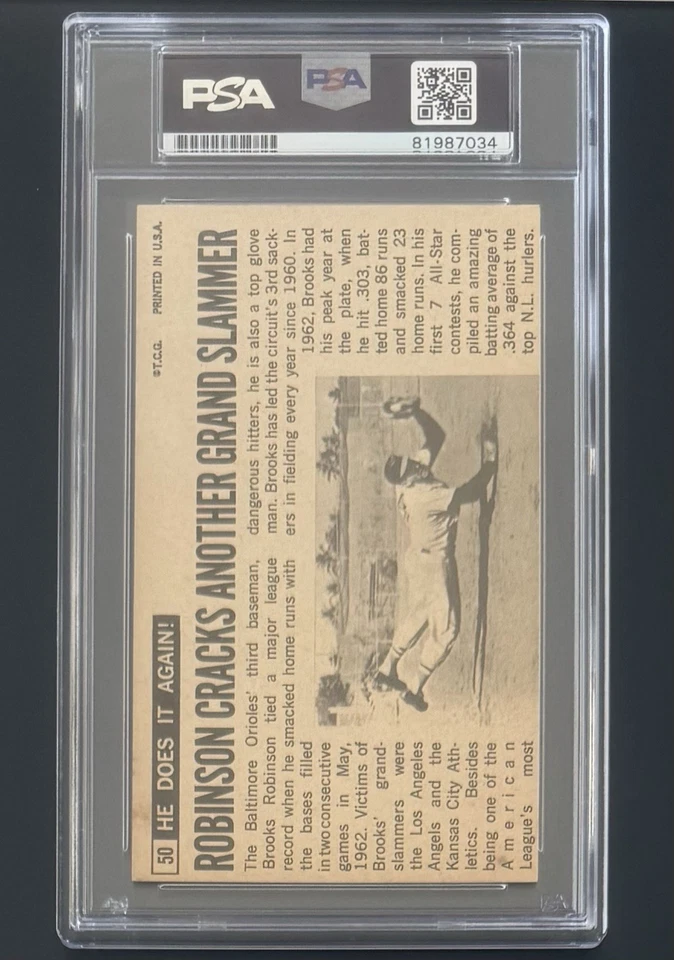 PSA
PSA
81987034
50 HE DOES IT AGAIN!
©T.C.G. PRINTED IN U.S.A.
ROBINSON CRACKS ANOTHER GRAND SLAMMER
The Baltimore Orioles' third baseman,
Brooks Robinson tied a major league
record when he smacked home runs with
the bases filled
in two consecutive
games in May,
1962. Victims of
Brooks' grand-
slammers were
the Los Angeles
Angels and the
Kansas City Ath-
letics. Besides
being one of the
American
League's most
dangerous hitters, he is also a top glove
man. Brooks has led the circuit's 3rd sack-
ers in fielding every year since 1960. In
1962, Brooks had
his peak year at
the plate, when
he hit .303, bat-
ted home 86 runs
and smacked 23
home runs. In his
first 7 All-Star
contests, he com-
piled an amazing
batting average of
.364 against the
top N.L. hurlers.